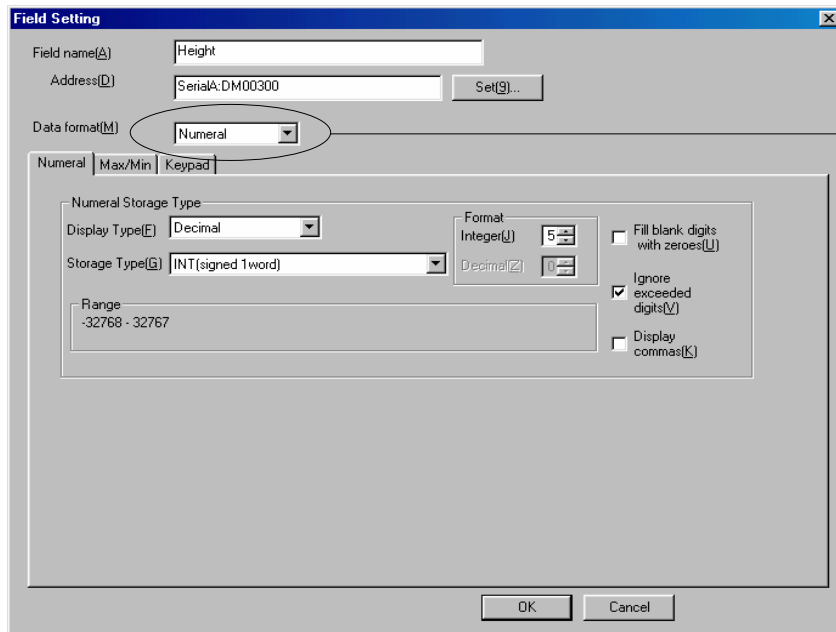 Field Setting
Field name(A) Height
Address(D) SerialA:DM00300 Set(9)...
Data format(M) Numeral
Numeral Max/Min Keypad
Numeral Storage Type
Display Type(F) Decimal
Storage Type(G) INT(signed 1word)
Format
Integer(J) 5
Decimal(Z) 0
Fill blank digits
with zeroes(U)
Ignore
exceeded
digits(V)
Display
commas(K)
Range
-32768 - 32767
OK Cancel